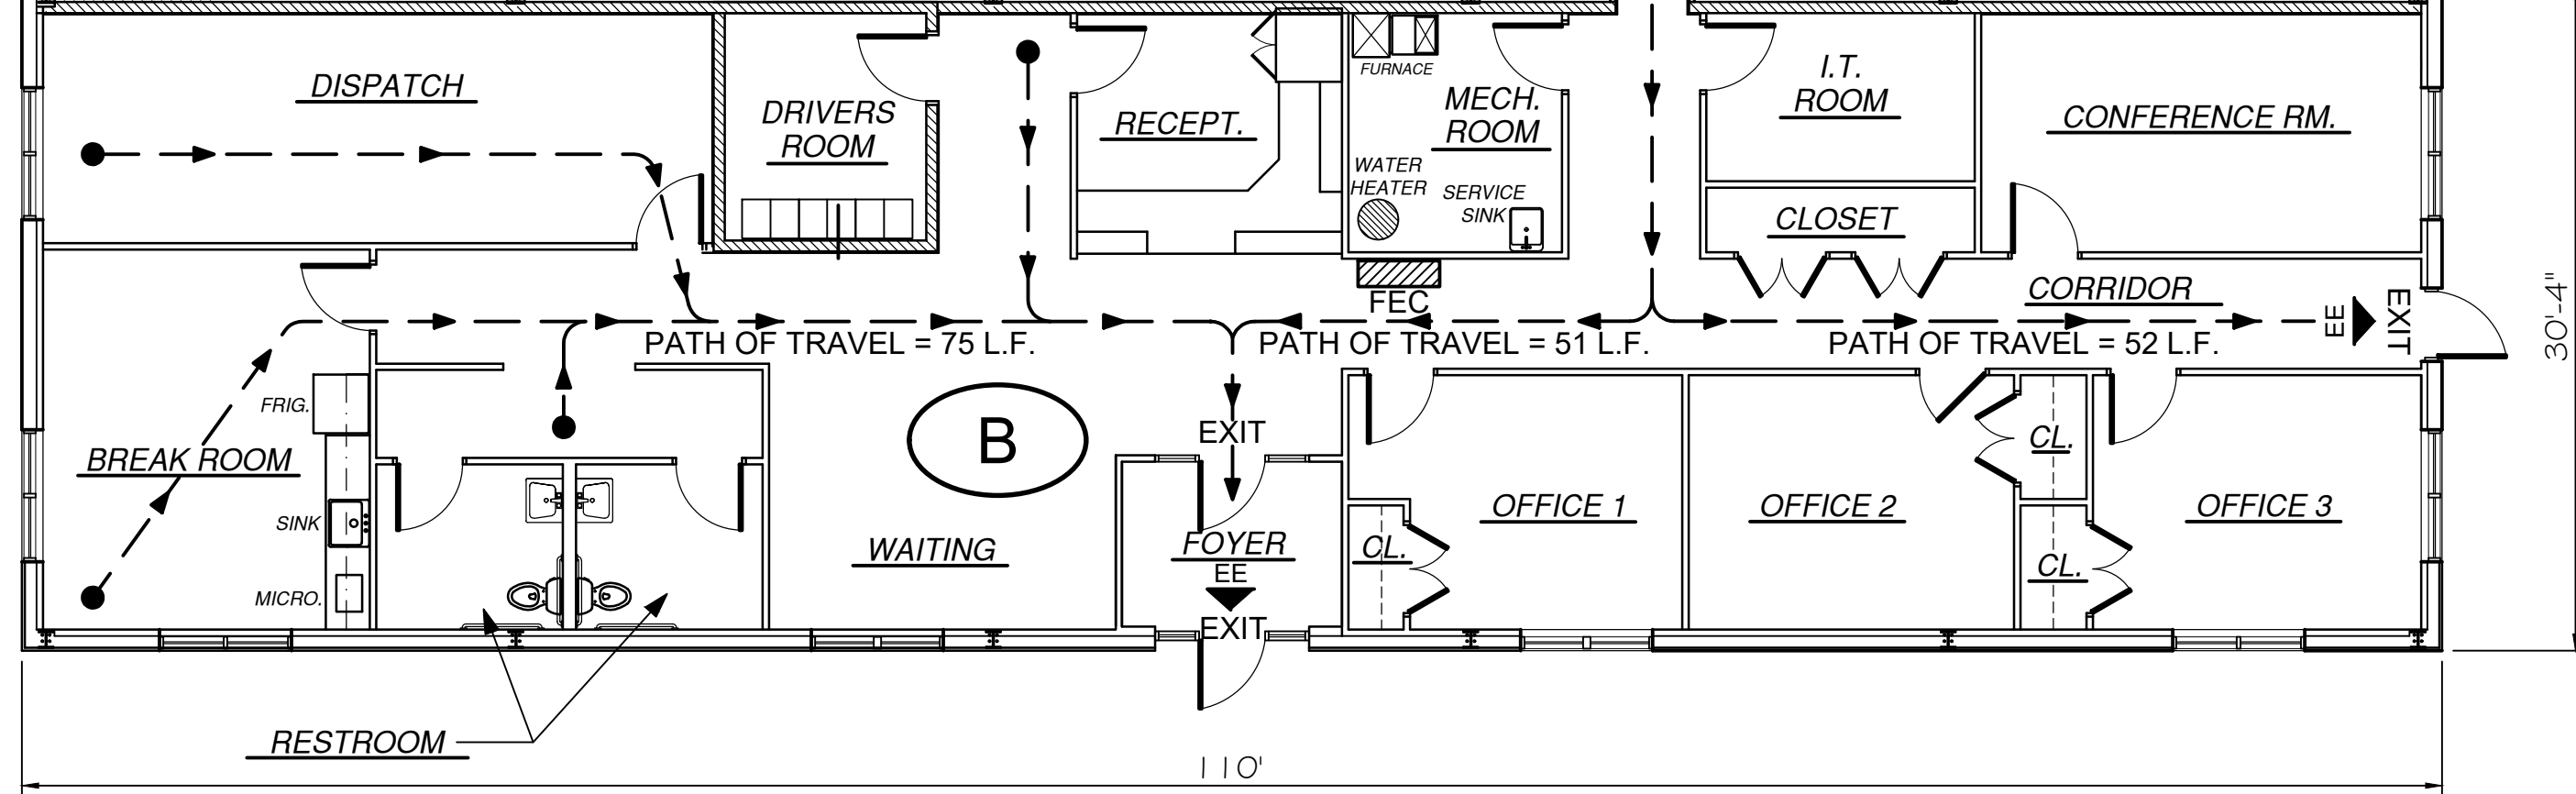 DISPATCH
DRIVERS
ROOM
RECEPT.
FURNACE
MECH.
ROOM
WATER
HEATER
SERVICE
SINK
I.T.
ROOM
CLOSET
CONFERENCE RM.
CORRIDOR
FEC
EE
EXIT
PATH OF TRAVEL = 75 L.F.
PATH OF TRAVEL = 51 L.F.
PATH OF TRAVEL = 52 L.F.
30'-4"
FRIG.
BREAK ROOM
SINK
MICRO.
B
WAITING
EXIT
FOYER
EE
EXIT
CL.
OFFICE 1
OFFICE 2
CL.
CL.
OFFICE 3
RESTROOM
110'